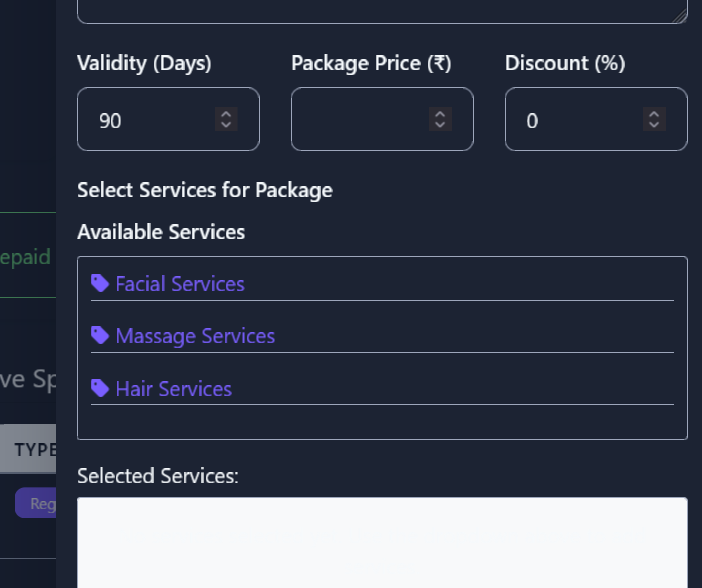 Validity (Days) Package Price (₹) Discount (%)
90 0
Select Services for Package
Available Services
epaid
Facial Services
Massage Services
ve Sp
Hair Services
TYPE
Selected Services:
Reg